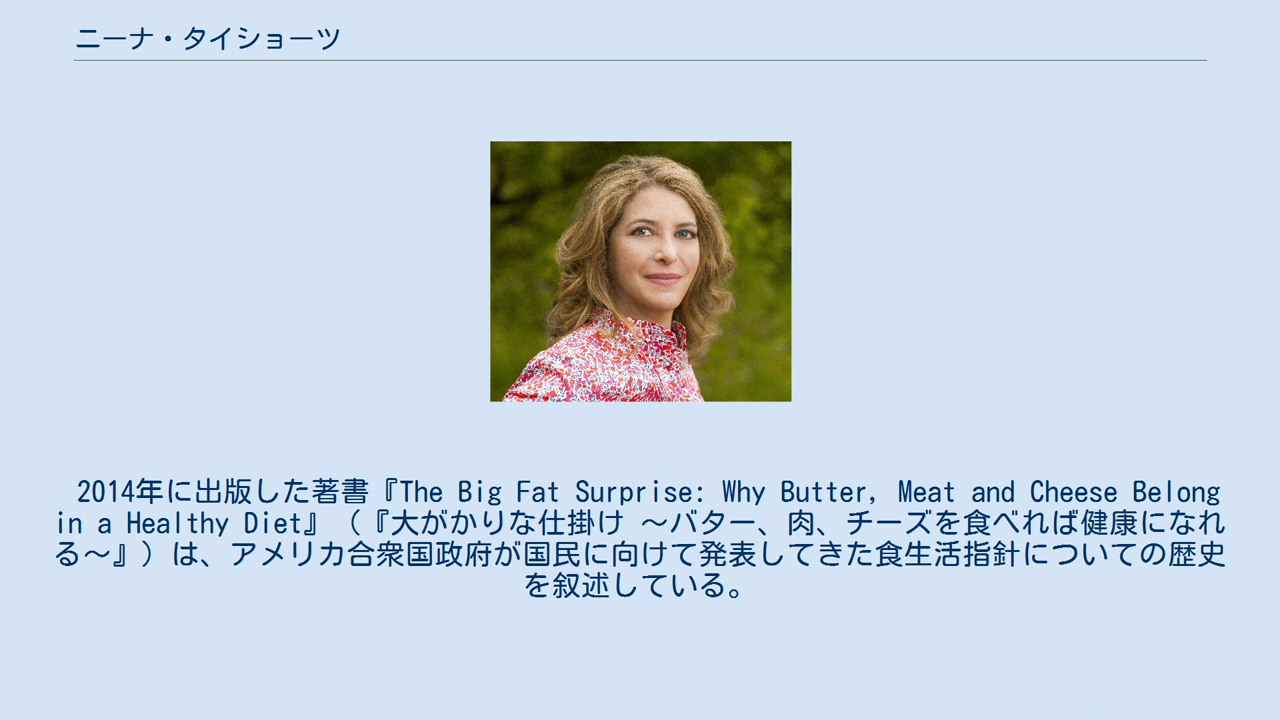 ニーナ・タイショーツ
2014年に出版した著書『The Big Fat Surprise: Why Butter, Meat and Cheese Belong
in a Healthy Diet』（『大がかりな仕掛け ～バター、肉、チーズを食べれば健康になれ
る～』）は、アメリカ合衆国政府が国民に向けて発表してきた食生活指針についての歴史
を叙述している。